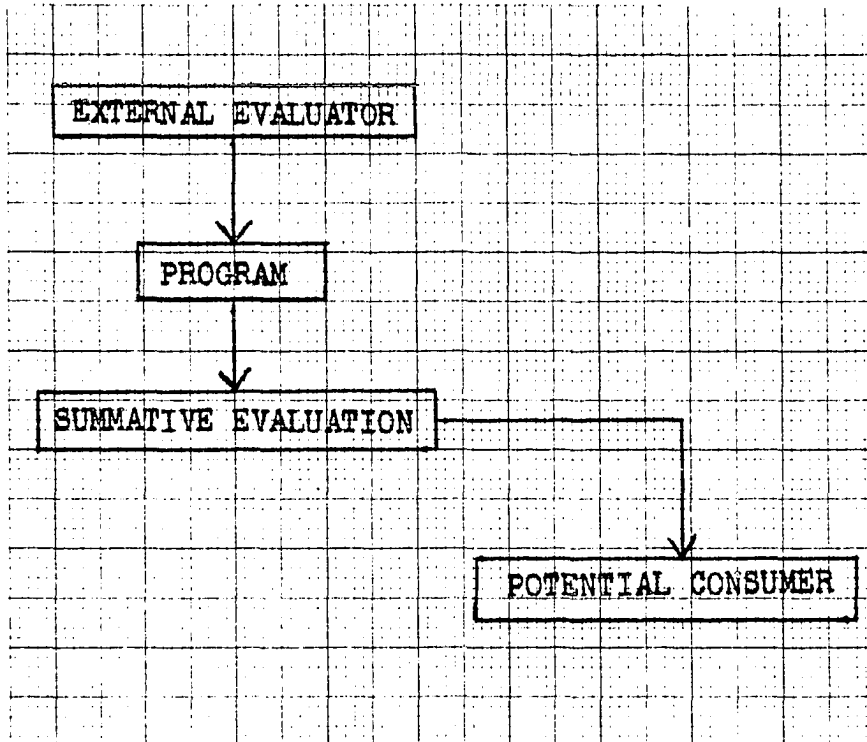 EXTERNAL EVALUATOR
PROGRAM
SUMMATIVE EVALUATION
POTENTIAL CONSUMER